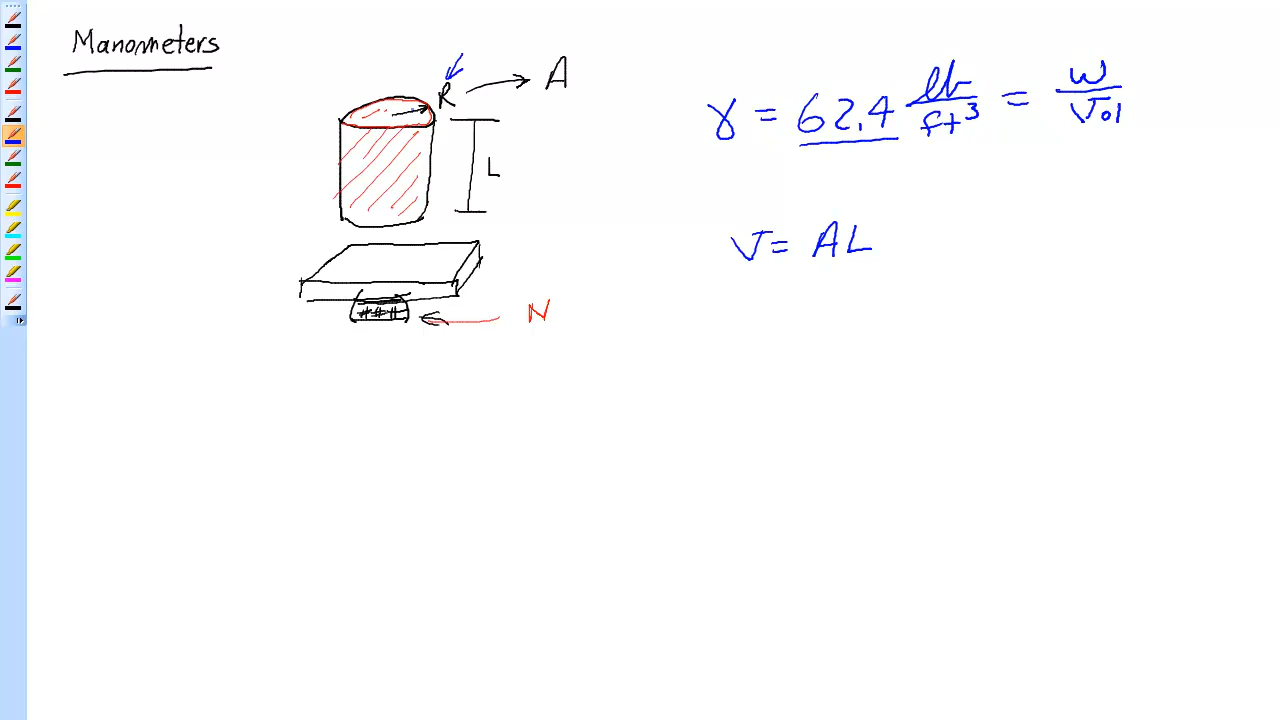 Manometers
R → A
γ = 62.4 lb/ft³ = W/Vol
L
V = AL
###
N